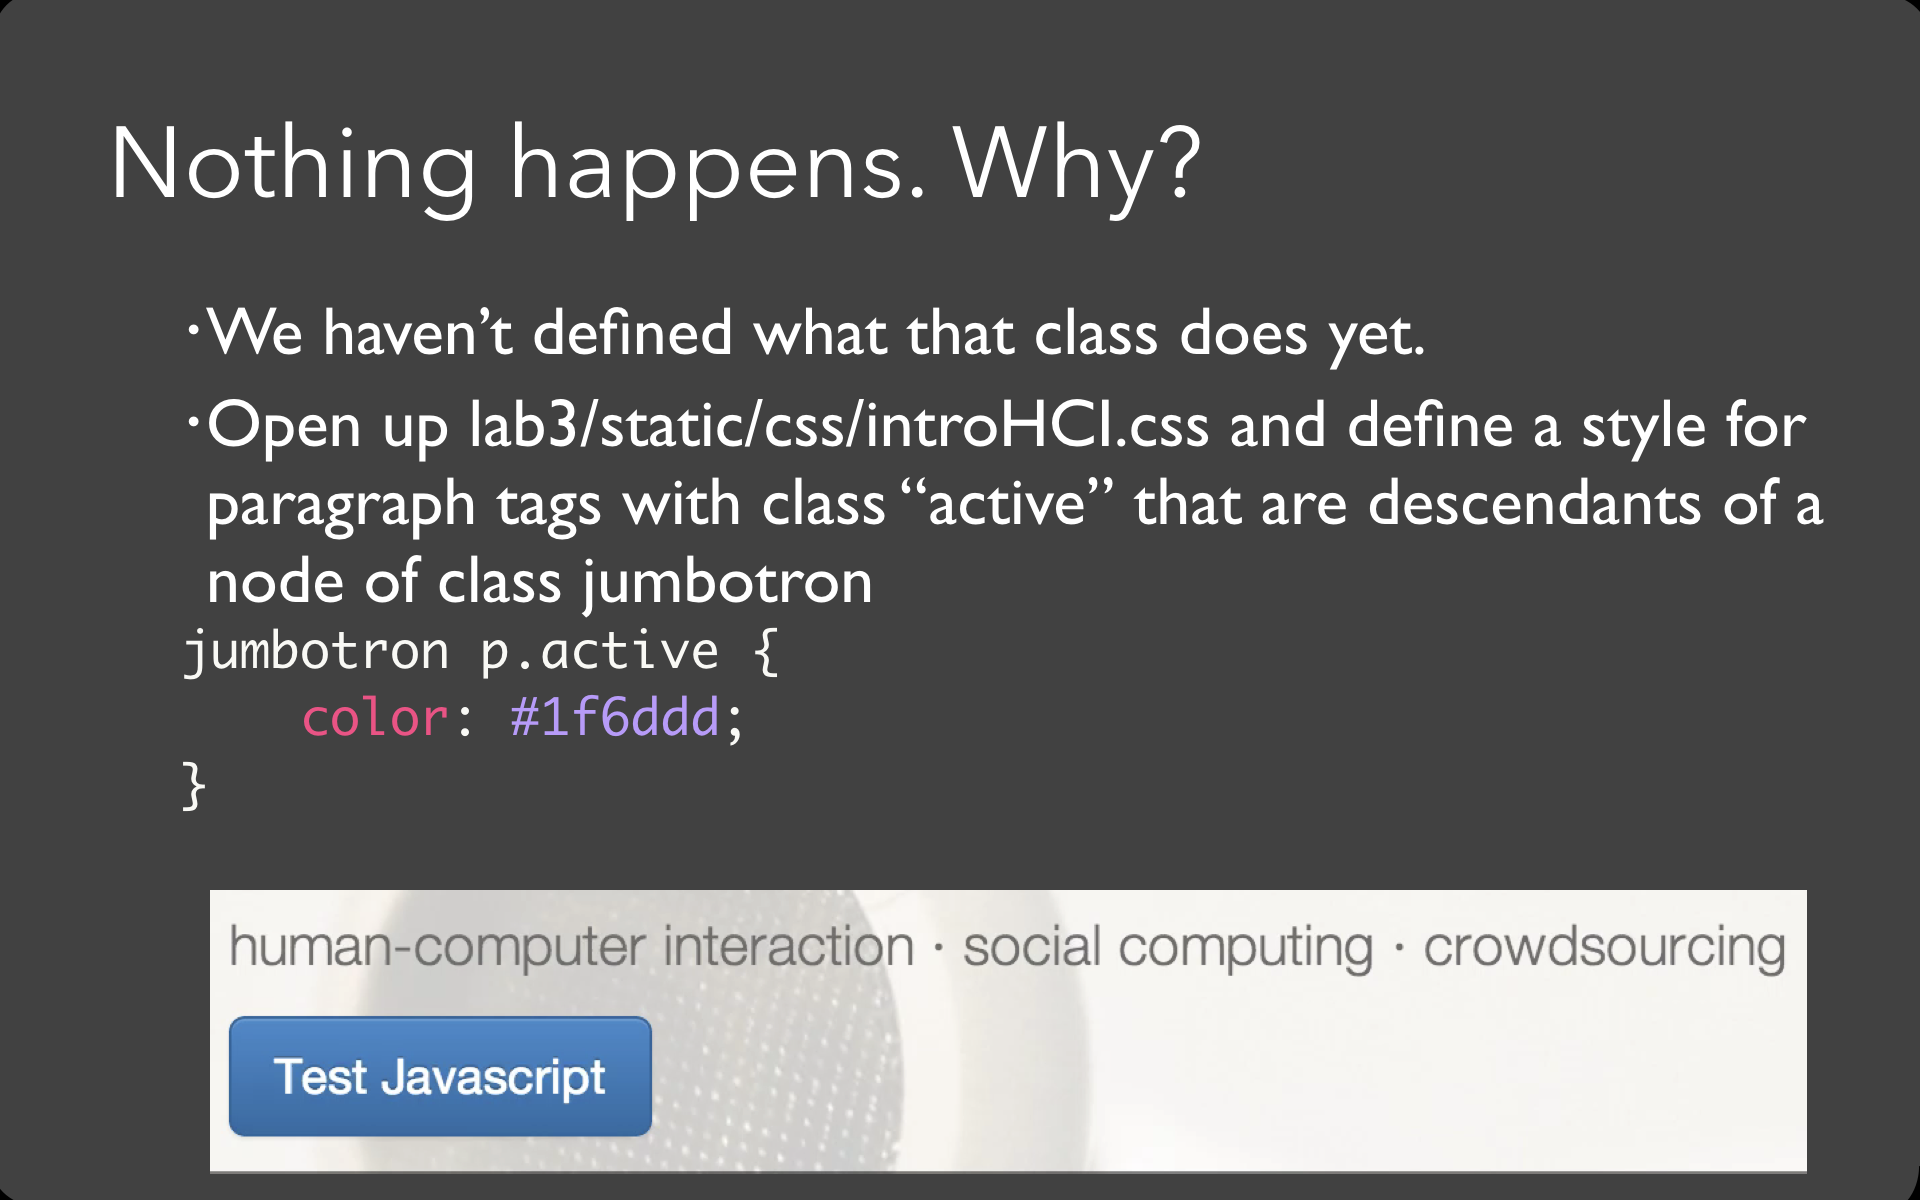 Nothing happens. Why?
·We haven’t defined what that class does yet.
·Open up lab3/static/css/introHCI.css and define a style for
paragraph tags with class “active” that are descendants of a
node of class jumbotron
jumbotron p.active {
    color: #1f6ddd;
}
human-computer interaction · social computing · crowdsourcing
Test Javascript